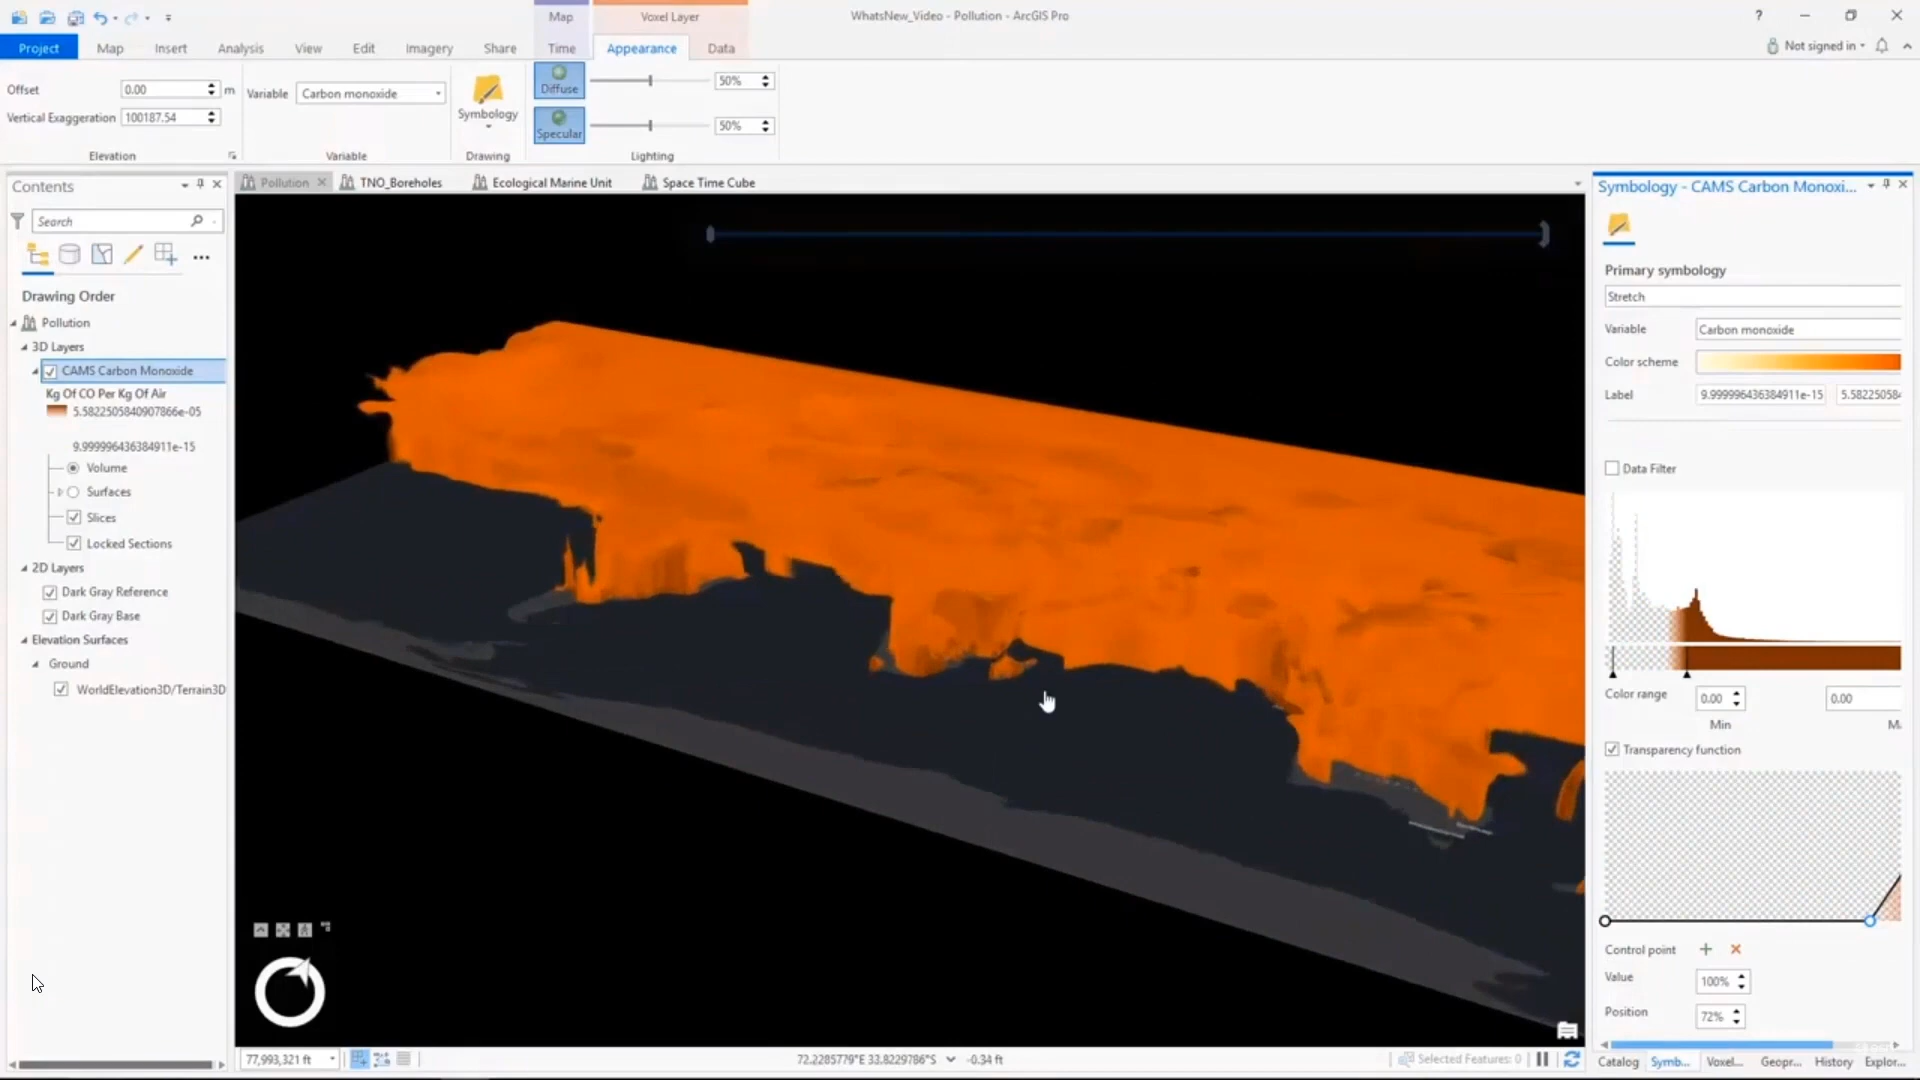 Map
Voxel Layer
WhatsNew_Video - Pollution - ArcGIS Pro
?
Project
Map
Insert
Analysis
View
Edit
Imagery
Share
Time
Appearance
Data
Not signed in
Offset
0.00
m
Vertical Exaggeration
100187.54
Elevation
Variable
Carbon monoxide
Variable
Symbology
Drawing
Diffuse
50%
Specular
50%
Lighting
Contents
Search
Drawing Order
Pollution
3D Layers
CAMS Carbon Monoxide
Kg Of CO Per Kg Of Air
5.5822505840907866e-05
9.999996436384911e-15
Volume
Surfaces
Slices
Locked Sections
2D Layers
Dark Gray Reference
Dark Gray Base
Elevation Surfaces
Ground
WorldElevation3D/Terrain3D
Pollution
TNO_Boreholes
Ecological Marine Unit
Space Time Cube
77,993,321 ft
72.2285779°E 33.8229786°S
-0.34 ft
Selected Features: 0
Symbology - CAMS Carbon Monoxi...
Primary symbology
Stretch
Variable
Carbon monoxide
Color scheme
Label
9.999996436384911e-15
5.58225058
Data Filter
Color range
0.00
0.00
Min
Ma
Transparency function
Control point
Value
100%
Position
72%
Catalog
Symb...
Voxel...
Geopr...
History
Explor...